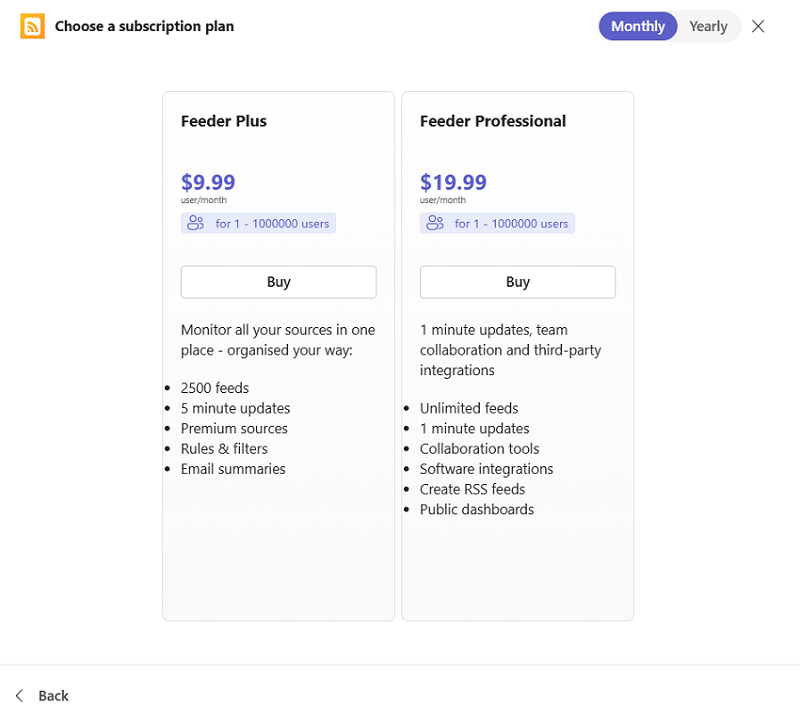 Choose a subscription plan
Monthly
Yearly
Feeder Plus
$9.99
user/month
for 1 - 1000000 users
Buy
Monitor all your sources in one
place - organised your way:
• 2500 feeds
• 5 minute updates
• Premium sources
• Rules & filters
• Email summaries
Feeder Professional
$19.99
user/month
for 1 - 1000000 users
Buy
1 minute updates, team
collaboration and third-party
integrations
• Unlimited feeds
• 1 minute updates
• Collaboration tools
• Software integrations
• Create RSS feeds
• Public dashboards
Back